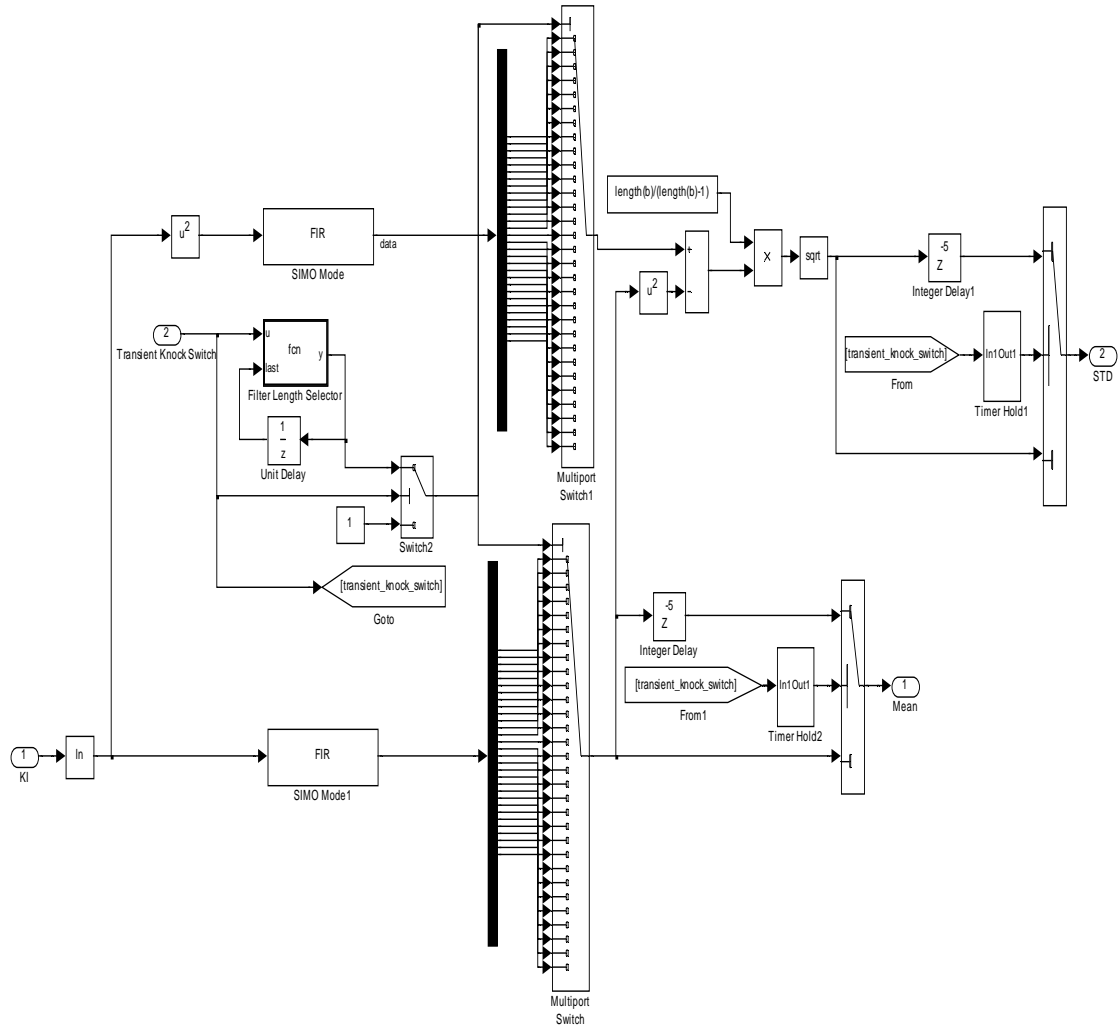 length(b)/(length(b)-1)
u2
FIR
data
SIMO Mode
+
-
u2
X
sqrt
-5
Z
Integer Delay1
2
Transient Knock Switch
u
fcn
y
last
Filter Length Selector
[transient_knock_switch]
From
In1Out1
Timer Hold1
2
STD
1
z
Unit Delay
Multiport
Switch1
1
Switch2
[transient_knock_switch]
Goto
-5
Z
Integer Delay
[transient_knock_switch]
From1
In1Out1
Timer Hold2
1
Mean
1
KI
ln
FIR
SIMO Mode1
Multiport
Switch